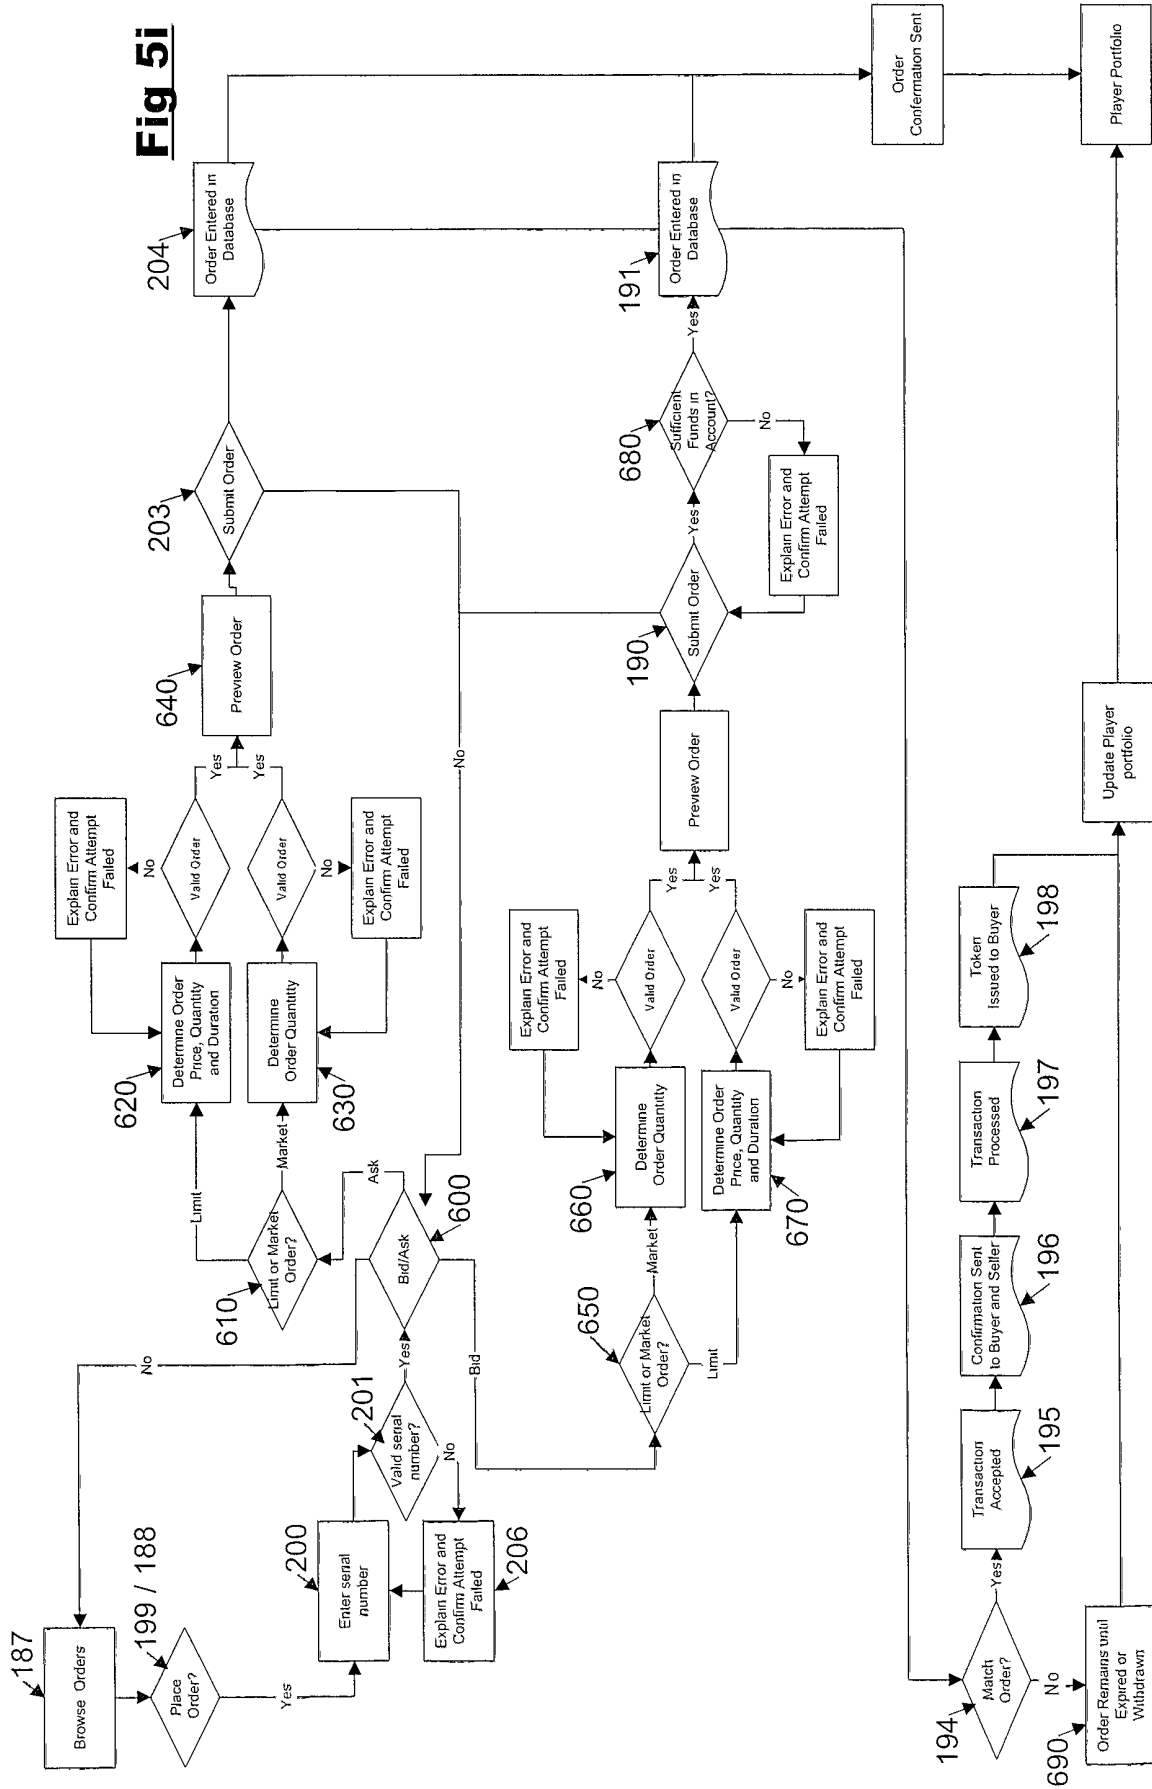 Fig 5i
187
Browse Orders
199 / 188
Place
Order?
Yes
200
Enter serial
number
206
Explain Error and
Confirm Attempt
Failed
201
Valid serial
number?
No
Yes
600
Bid/Ask
No
Ask
Bid
610
Limit or Market
Order?
Limit
Market
620
Determine Order
Price, Quantity
and Duration
630
Determine
Order Quantity
Explain Error and
Confirm Attempt
Failed
No
Valid Order
Yes
Valid Order
Yes
No
Explain Error and
Confirm Attempt
Failed
640
Preview Order
203
Submit Order
No
204
Order Entered in
Database
650
Limit or Market
Order?
Market
Limit
660
Determine
Order Quantitty
670
Determine Order
Price, Quantity
and Duration
Explain Error and
Confirm Attempt
Failed
No
Valid Order
Yes
Valid Order
Yes
No
Explain Error and
Confirm Attempt
Failed
Preview Order
190
Submit Order
Yes
680
Sufficient
Funds in
Account?
Yes
No
Explain Error and
Confirm Attempt
Failed
191
Order Entered in
Database
Order
Confermation Sent
194
Match
Order?
Yes
No
195
Transaction
Accepted
196
Confirmation Sent
to Buyer and Seller
197
Transaction
Processed
198
Token
Issued to Buyer
690
Order Remains until
Expired or
Withdrawn
Update Player
portfolio
Player Portfolio